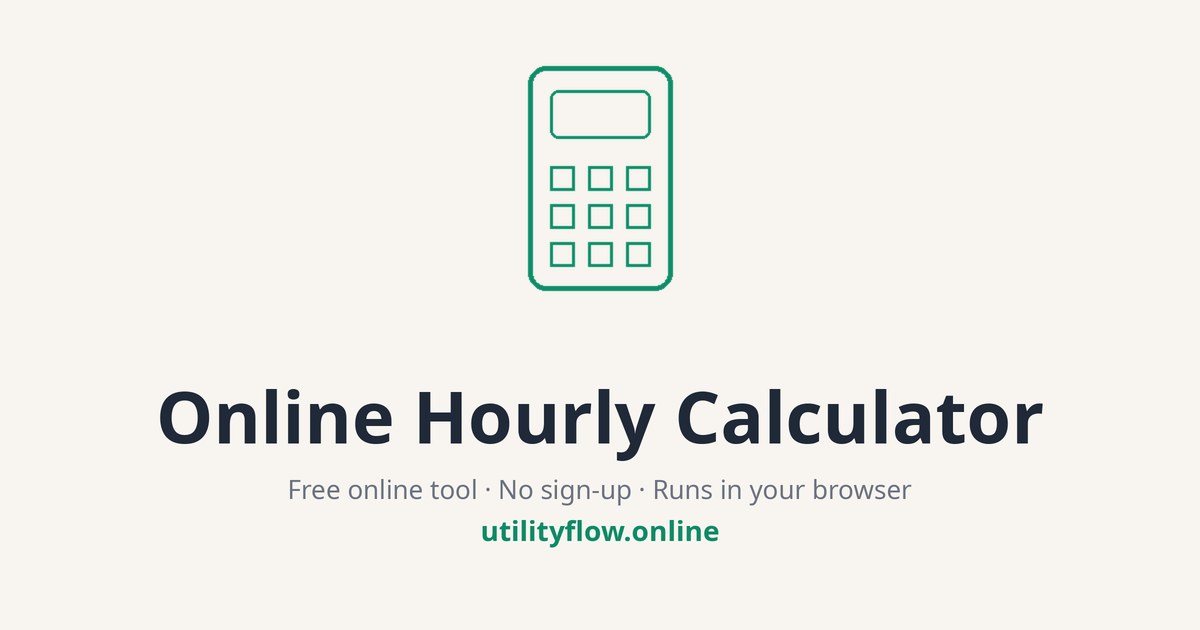 Online Hourly Calculator
Free online tool · No sign-up · Runs in your browser
utilityflow.online